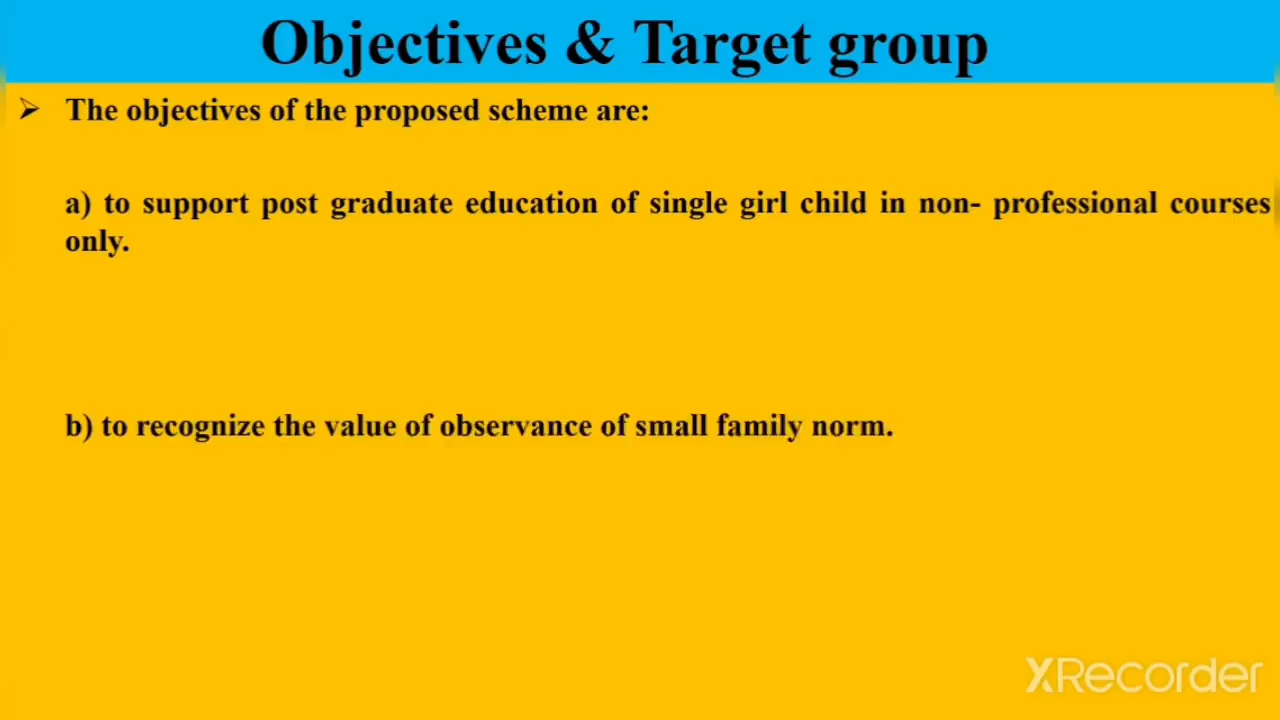 Objectives & Target group
➢ The objectives of the proposed scheme are:
a) to support post graduate education of single girl child in non- professional courses
only.
b) to recognize the value of observance of small family norm.
XRecorder